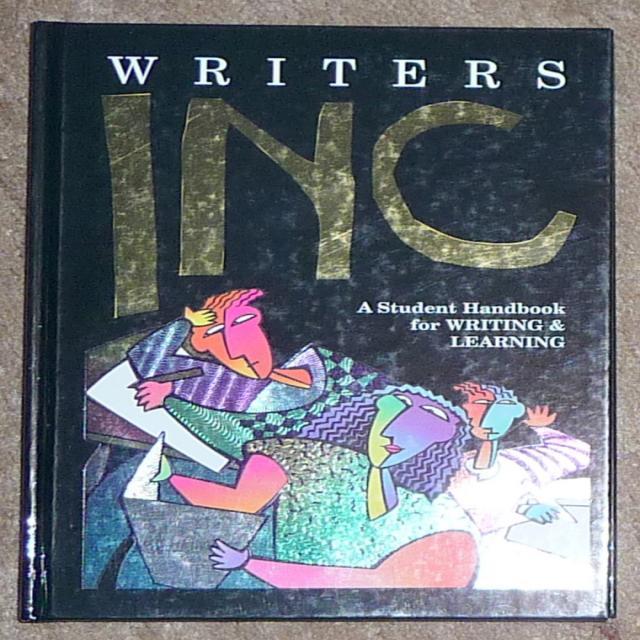 WRITERS
INC
A Student Handbook
for WRITING &
LEARNING